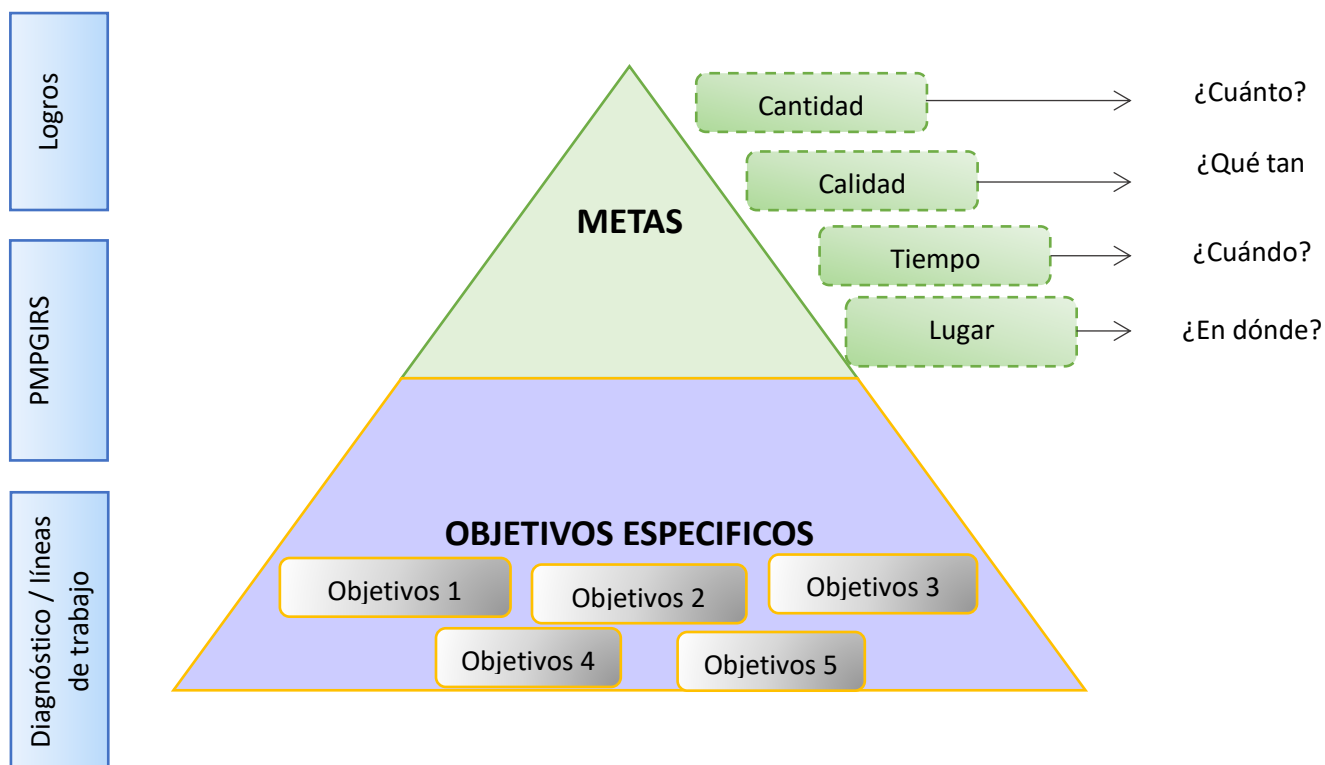 Logros
PMPGIRS
Diagnóstico / líneas
de trabajo
METAS
Cantidad
¿Cuánto?
Calidad
¿Qué tan
Tiempo
¿Cuándo?
Lugar
¿En dónde?
OBJETIVOS ESPECIFICOS
Objetivos 1
Objetivos 2
Objetivos 3
Objetivos 4
Objetivos 5